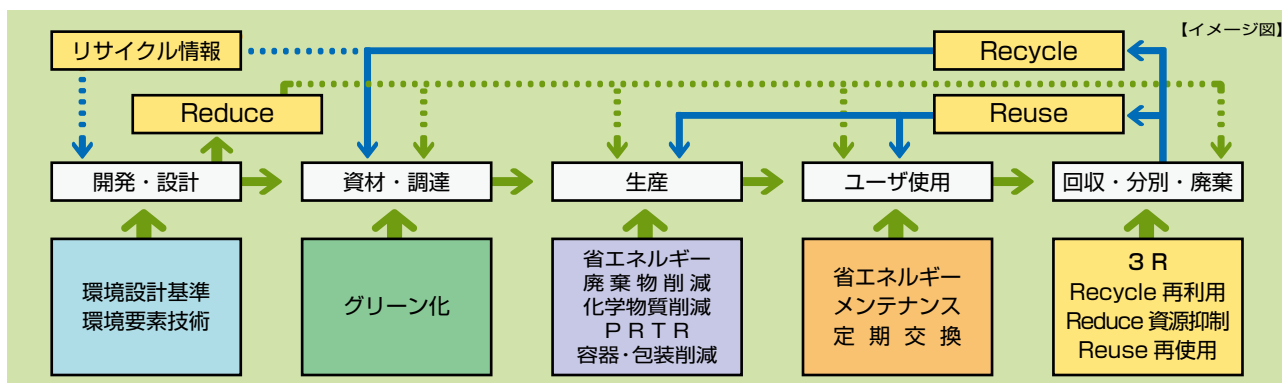 【イメージ図】
リサイクル情報
Recycle
Reduce
Reuse
開発・設計
資材・調達
生産
ユーザ使用
回収・分別・廃棄
環境設計基準
環境要素技術
グリーン化
省エネルギー
廃棄物削減
化学物質削減
PRTR
容器・包装削減
省エネルギー
メンテナンス
定期交換
3R
Recycle 再利用
Reduce 資源抑制
Reuse 再使用